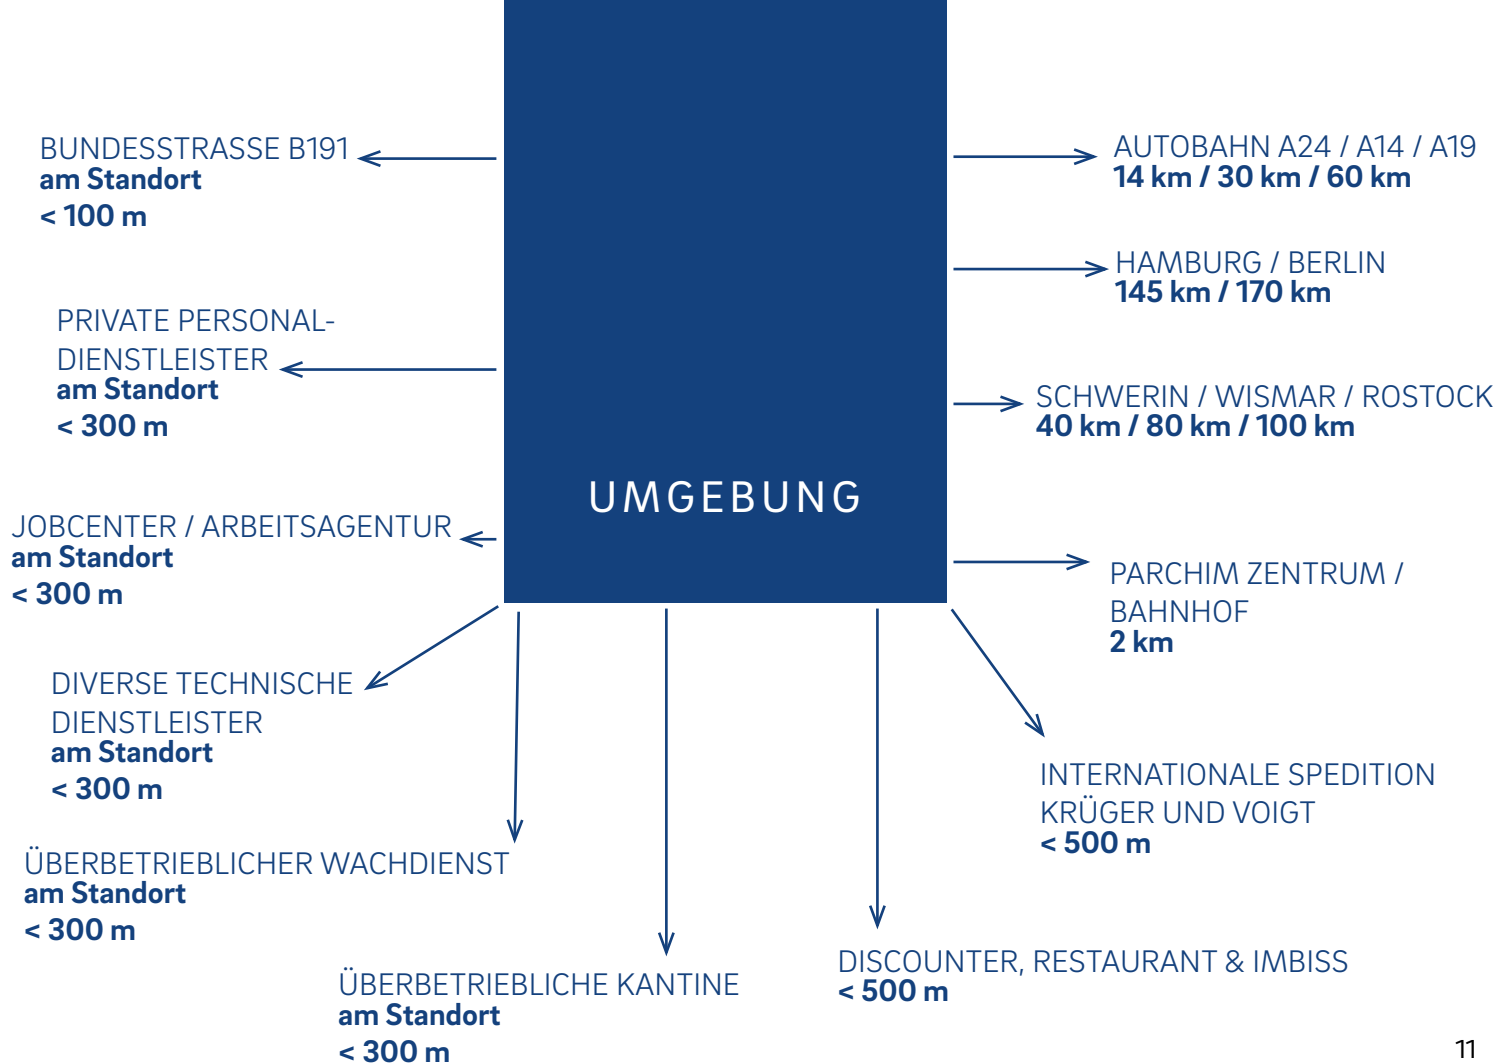 BUNDESSTRASSE B191
am Standort
< 100 m
PRIVATE PERSONAL-
DIENSTLEISTER
am Standort
< 300 m
JOBCENTER / ARBEITSAGENTUR
am Standort
< 300 m
DIVERSE TECHNISCHE
DIENSTLEISTER
am Standort
< 300 m
ÜBERBETRIEBLICHER WACHDIENST
am Standort
< 300 m
ÜBERBETRIEBLICHE KANTINE
am Standort
< 300 m
UMGEBUNG
AUTOBAHN A24 / A14 / A19
14 km / 30 km / 60 km
HAMBURG / BERLIN
145 km / 170 km
SCHWERIN / WISMAR / ROSTOCK
40 km / 80 km / 100 km
PARCHIM ZENTRUM /
BAHNHOF
2 km
INTERNATIONALE SPEDITION
KRÜGER UND VOIGT
< 500 m
DISCOUNTER, RESTAURANT & IMBISS
< 500 m
11